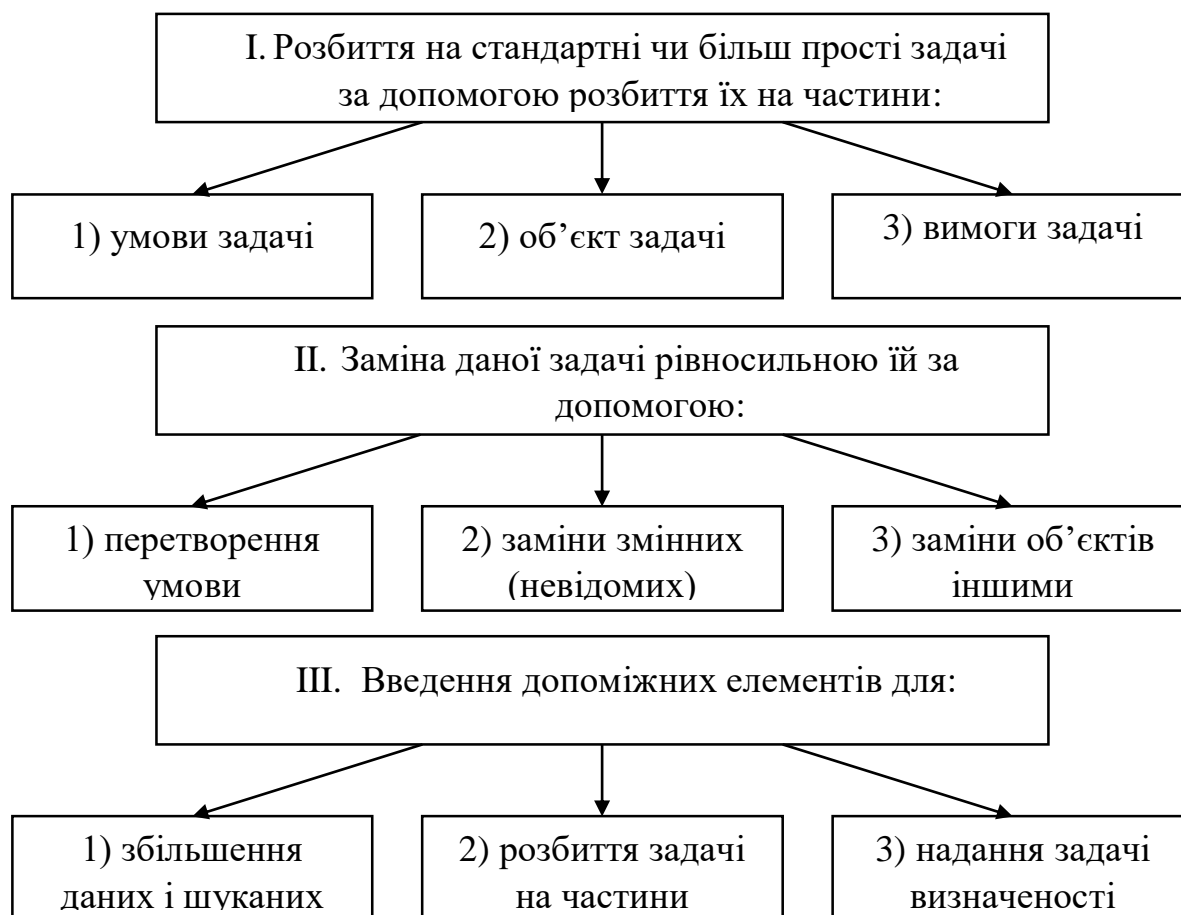 I. Розбиття на стандартні чи більш прості задачі
за допомогою розбиття їх на частини:
1) умови задачі
2) об’єкт задачі
3) вимоги задачі
II. Заміна даної задачі рівносильною їй за
допомогою:
1) перетворення
умови
2) заміни змінних
(невідомих)
3) заміни об’єктів
іншими
III. Введення допоміжних елементів для:
1) збільшення
даних і шуканих
2) розбиття задачі
на частини
3) надання задачі
визначеності